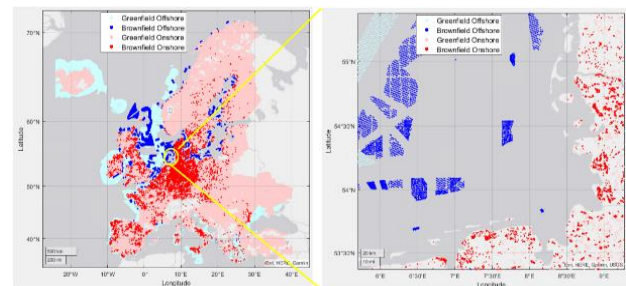 Greenfield Offshore
Brownfield Offshore
Greenfield Onshore
Brownfield Onshore
70°N
60°N
50°N
40°N
Latitude
20°W
10°W
0°
10°E
20°E
30°E
40°E
Longitude
Greenfield Offshore
Brownfield Offshore
Greenfield Onshore
Brownfield Onshore
55°N
54°30'N
54°N
53°30'N
Latitude
6°E
6°30'E
7°E
7°30'E
8°E
8°30'E
9°E
Longitude